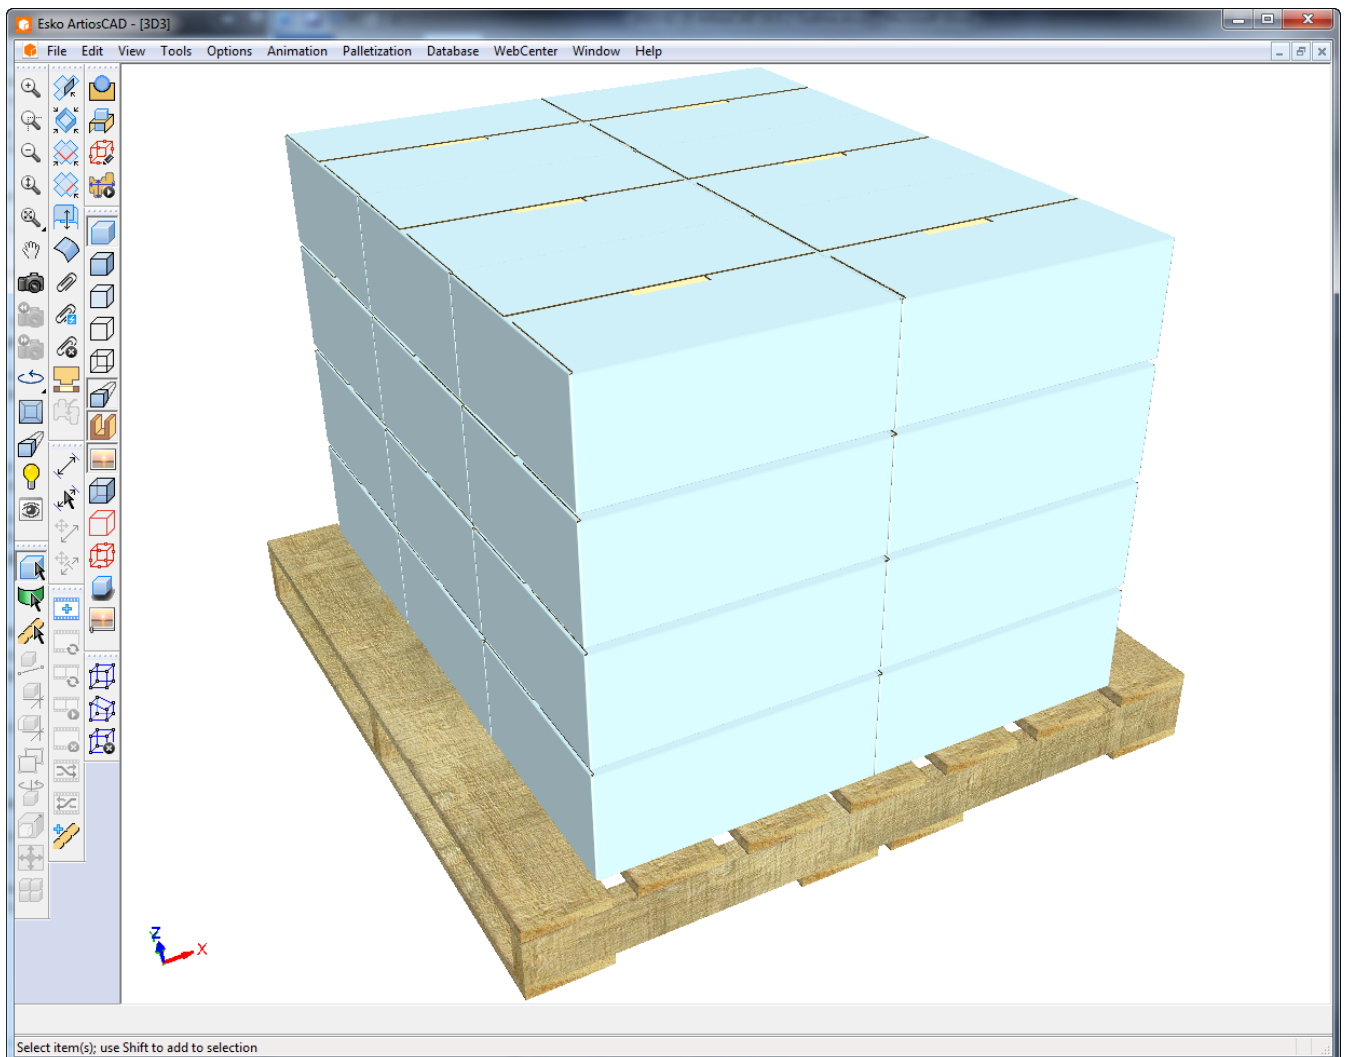 Esko ArtiosCAD - [3D3]
File Edit View Tools Options Animation Palletization Database WebCenter Window Help
Z
X
Select item(s); use Shift to add to selection